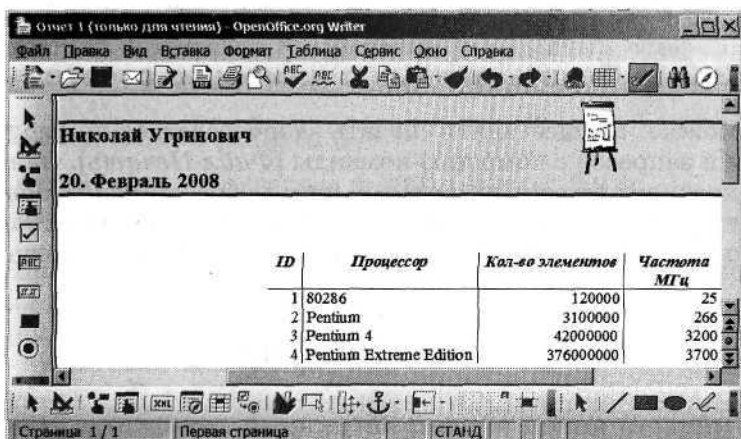 Отчет 1 (только для чтения) - OpenOffice.org Writer
Файл Правка Вид Вставка Формат Таблица Сервис Окно Справка
Николай Угринович
20. Февраль 2008
ID Процессор Кол-во элементов Частота МГц
1 80286 120000 25
2 Pentium 3100000 266
3 Pentium 4 42000000 3200
4 Pentium Extreme Edition 376000000 3700
Страница 1 / 1 Первая страница СТАНД